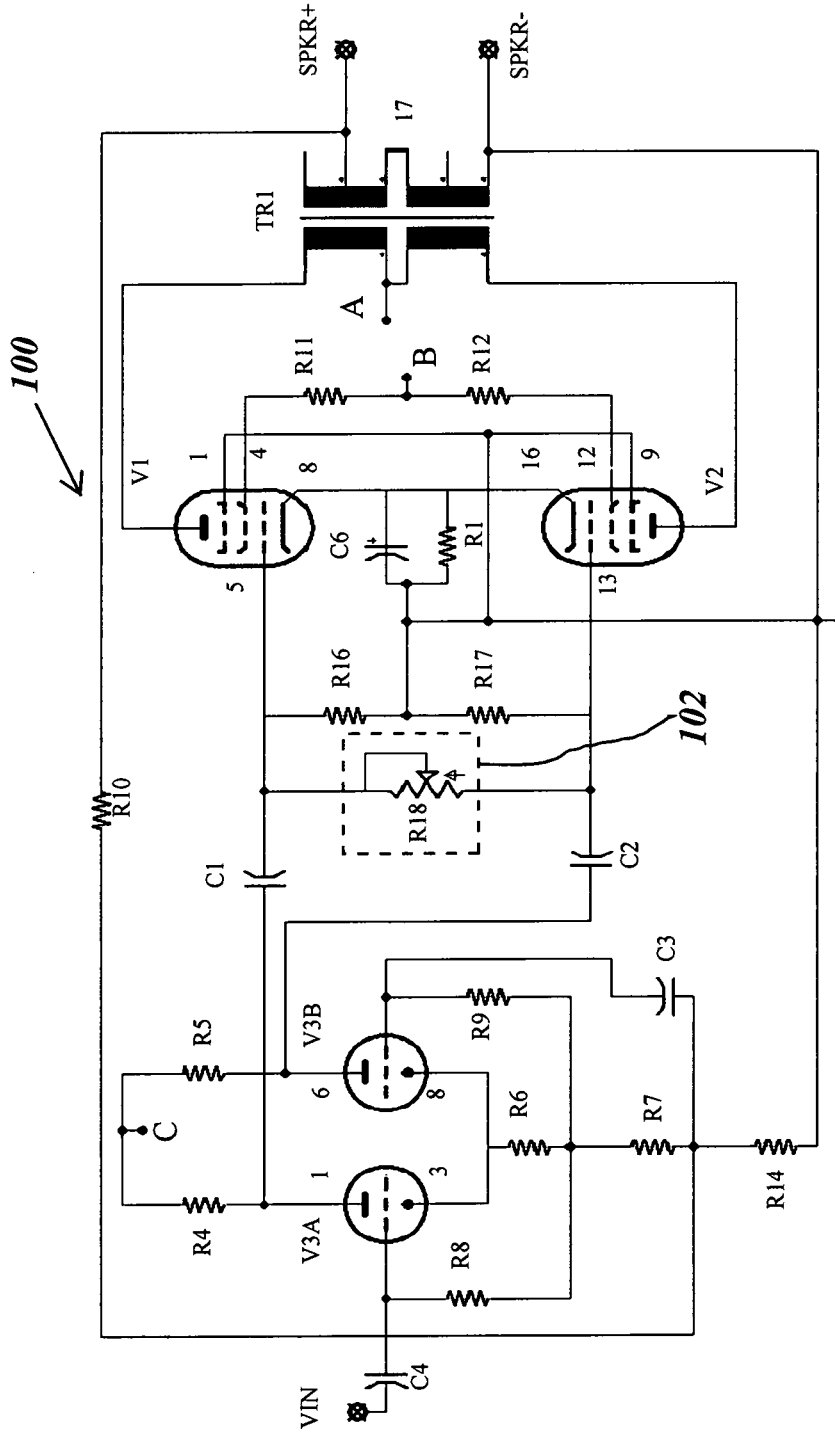 100
R10
SPKR+
TR1
17
SPKR-
V1
1
4
8
5
A
R11
B
R12
16
12
9
13
V2
C6
R1
R16
R17
R18
102
C1
C2
R4
R5
C
V3A
1
3
V3B
6
8
R8
R9
R6
R7
C3
R14
VIN
C4